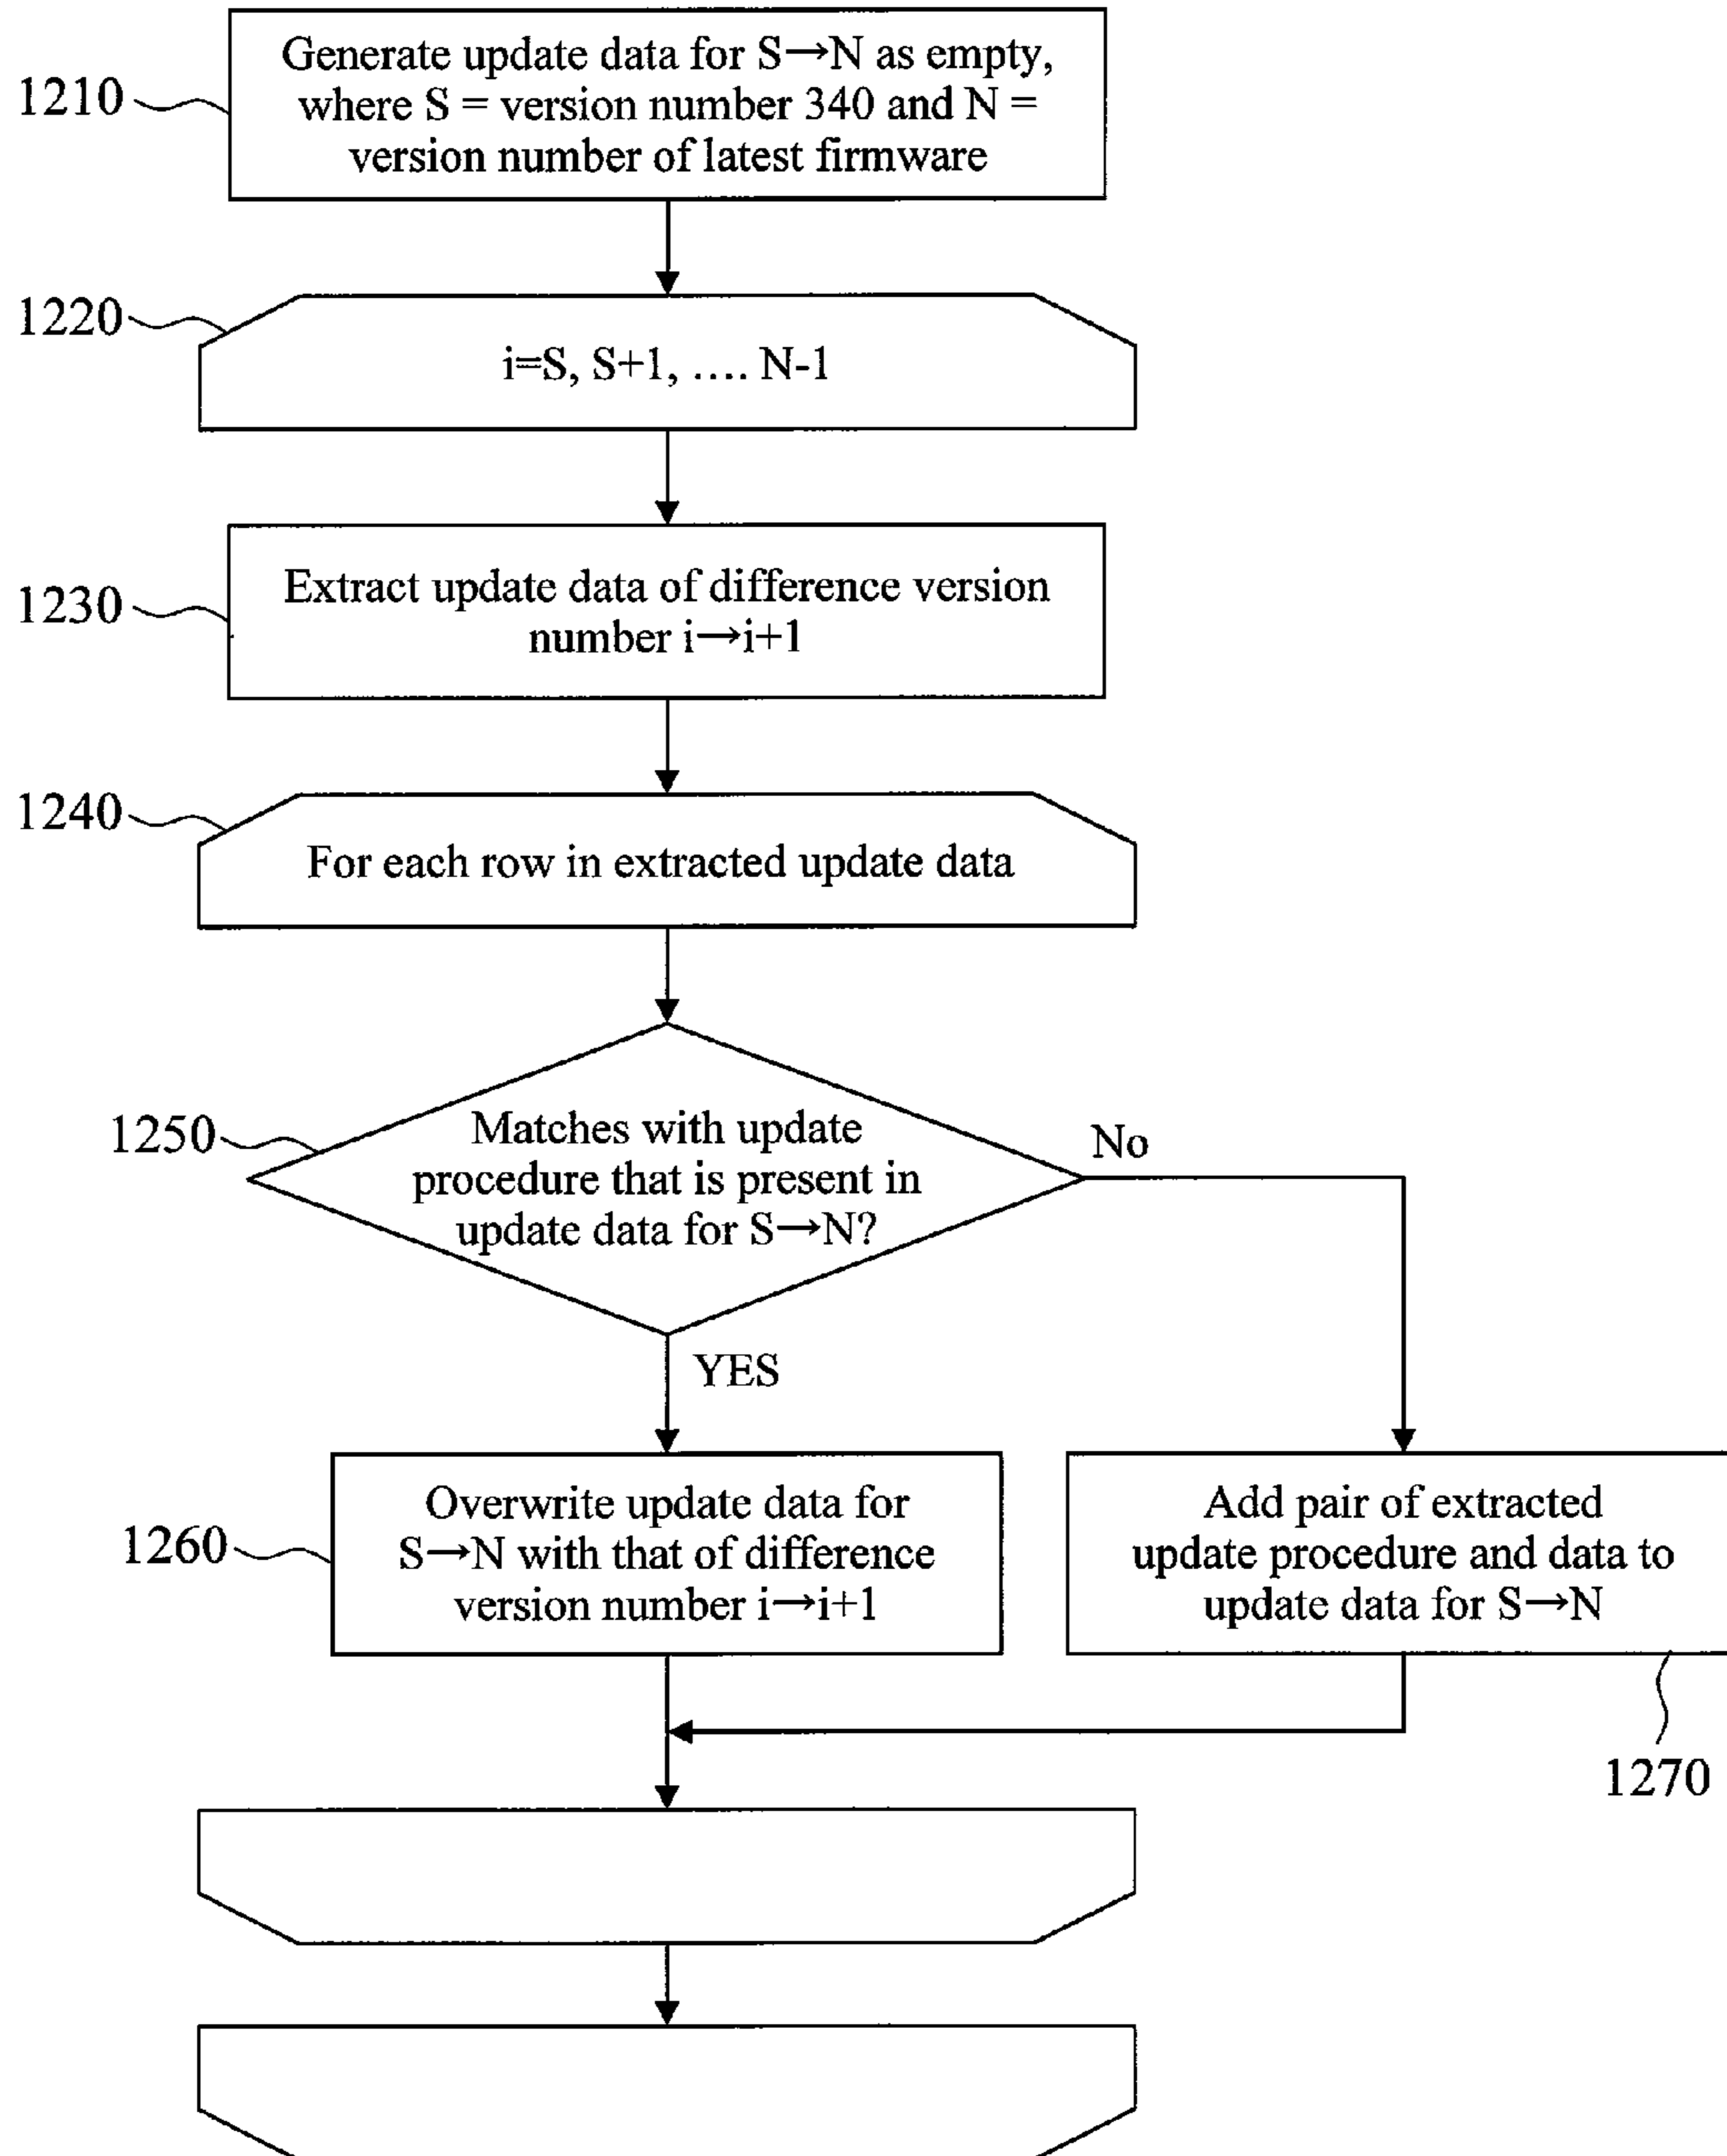 1210
Generate update data for S→N as empty,
where S = version number 340 and N =
version number of latest firmware
1220
i=S, S+1, .... N-1
1230
Extract update data of difference version
number i→i+1
1240
For each row in extracted update data
1250
Matches with update
procedure that is present in
update data for S→N?
No
YES
1260
Overwrite update data for
S→N with that of difference
version number i→i+1
Add pair of extracted
update procedure and data to
update data for S→N
1270